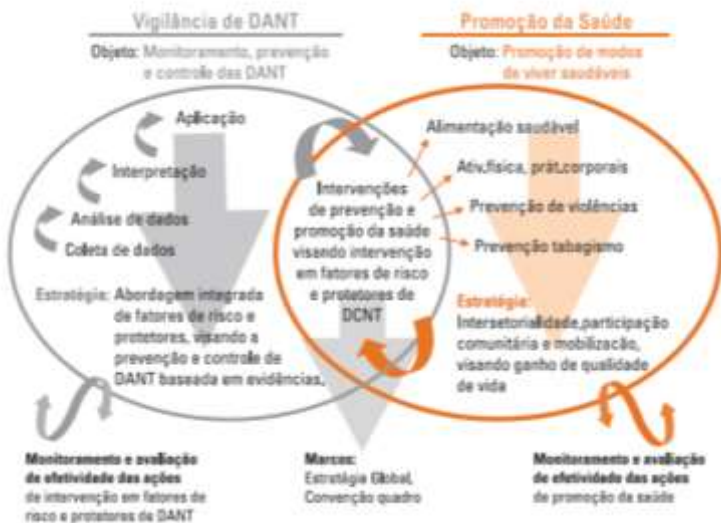 Vigilância de DANT
Objeto: Monitoramento, prevenção
e controle das DANT
Promoção da Saúde
Objeto: Promoção de modos
de viver saudáveis
Aplicação
Interpretação
Análise de dados
Coleta de dados
Estratégia: Abordagem integrada
de fatores de risco e
protetores, visando a
prevenção e controle de
DANT baseada em evidências.
Intervenções
de prevenção e
promoção da saúde
visando intervenção
em fatores de risco
e protetores de
DCNT
Alimentação saudável
Ativ.física, prát.corporais
Prevenção de violências
Prevenção tabagismo
Estratégia:
Intersetorialidade,participação
comunitária e mobilizacão,
visando ganho de qualidade
de vida
Monitoramento e avaliação
de efetividade das ações
de intervenção em fatores de
risco e protetores de DANT
Marcos:
Estratégia Global,
Convenção quadro
Monitoramento e avaliação
de efetividade das ações
de promoção da saúde